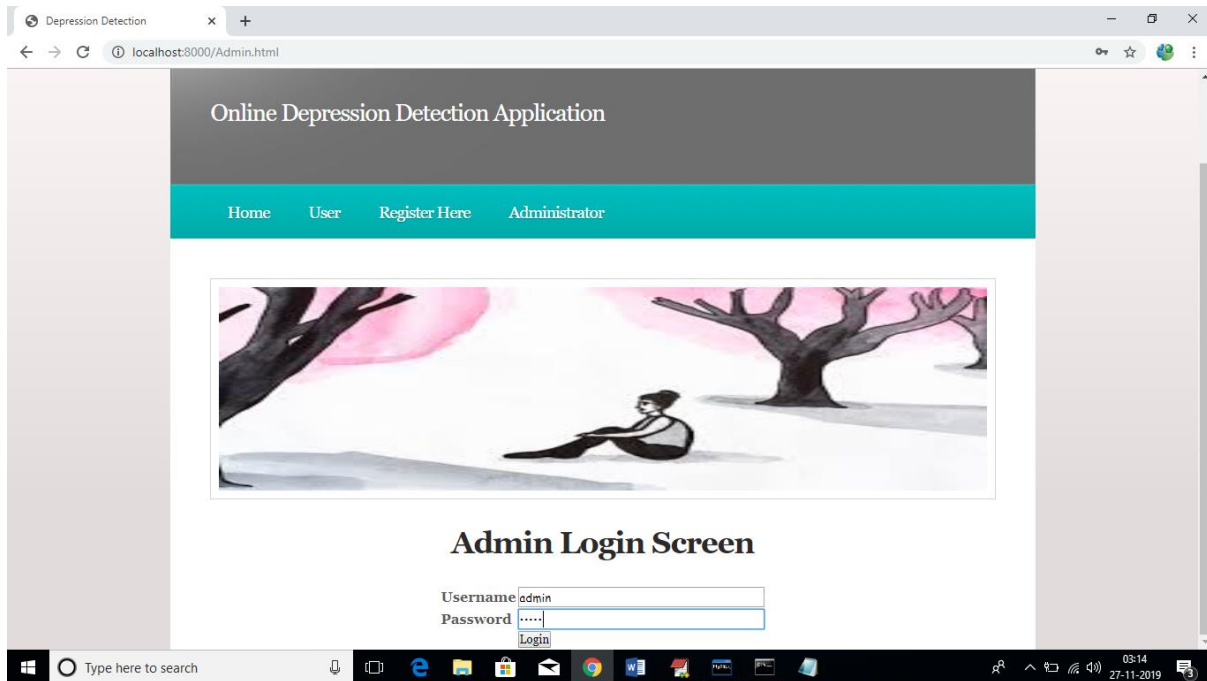 Depression Detection
localhost:8000/Admin.html
Online Depression Detection Application
Home User Register Here Administrator
Admin Login Screen
Username admin
Password •••••
Login
Type here to search
03:14
27-11-2019
3